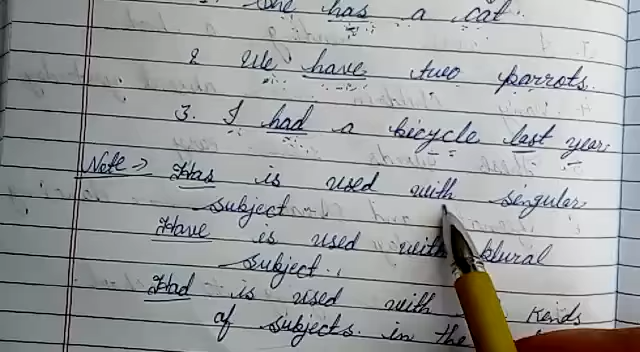 She has a cat.
2 We have two parrots.
3. I had a bicycle last year
Note → Has is used with singular
subject
Have is used with plural
subject.
Had is used with kends
of subjects in the